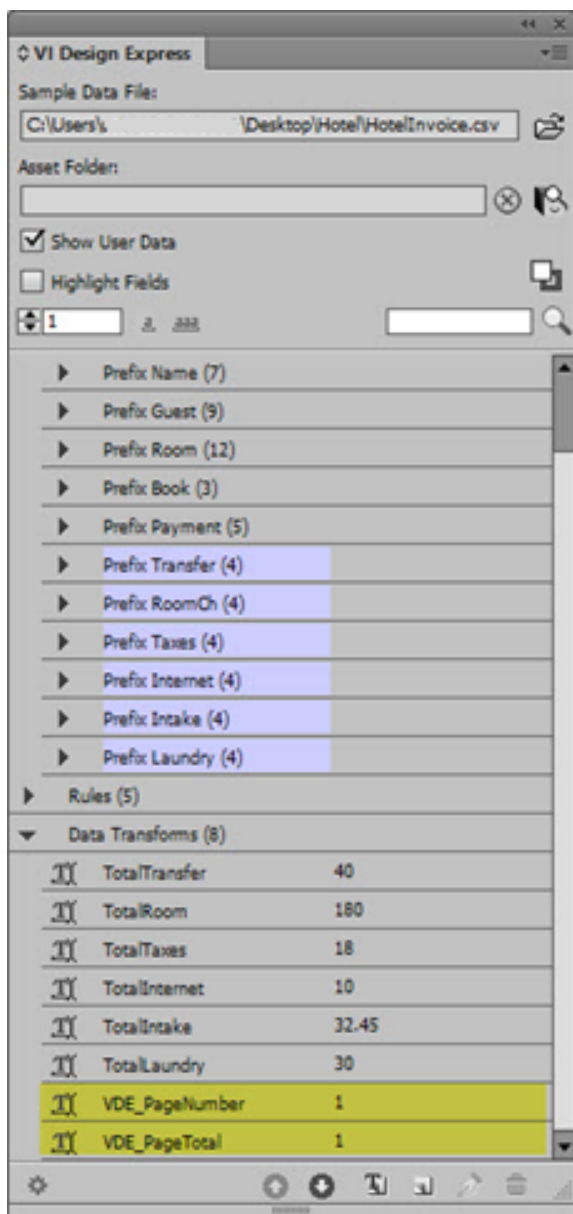 VI Design Express
Sample Data File:
C:\Users\. \Desktop\Hotel\HotelInvoice.csv
Asset Folder:
Show User Data
Highlight Fields
1 a aaa
Prefix Name (7)
Prefix Guest (9)
Prefix Room (12)
Prefix Book (3)
Prefix Payment (5)
Prefix Transfer (4)
Prefix RoomCh (4)
Prefix Taxes (4)
Prefix Internet (4)
Prefix Intake (4)
Prefix Laundry (4)
Rules (5)
Data Transforms (8)
TotalTransfer 40
TotalRoom 180
TotalTaxes 18
TotalInternet 10
TotalIntake 32.45
TotalLaundry 30
VDE_PageNumber 1
VDE_PageTotal 1